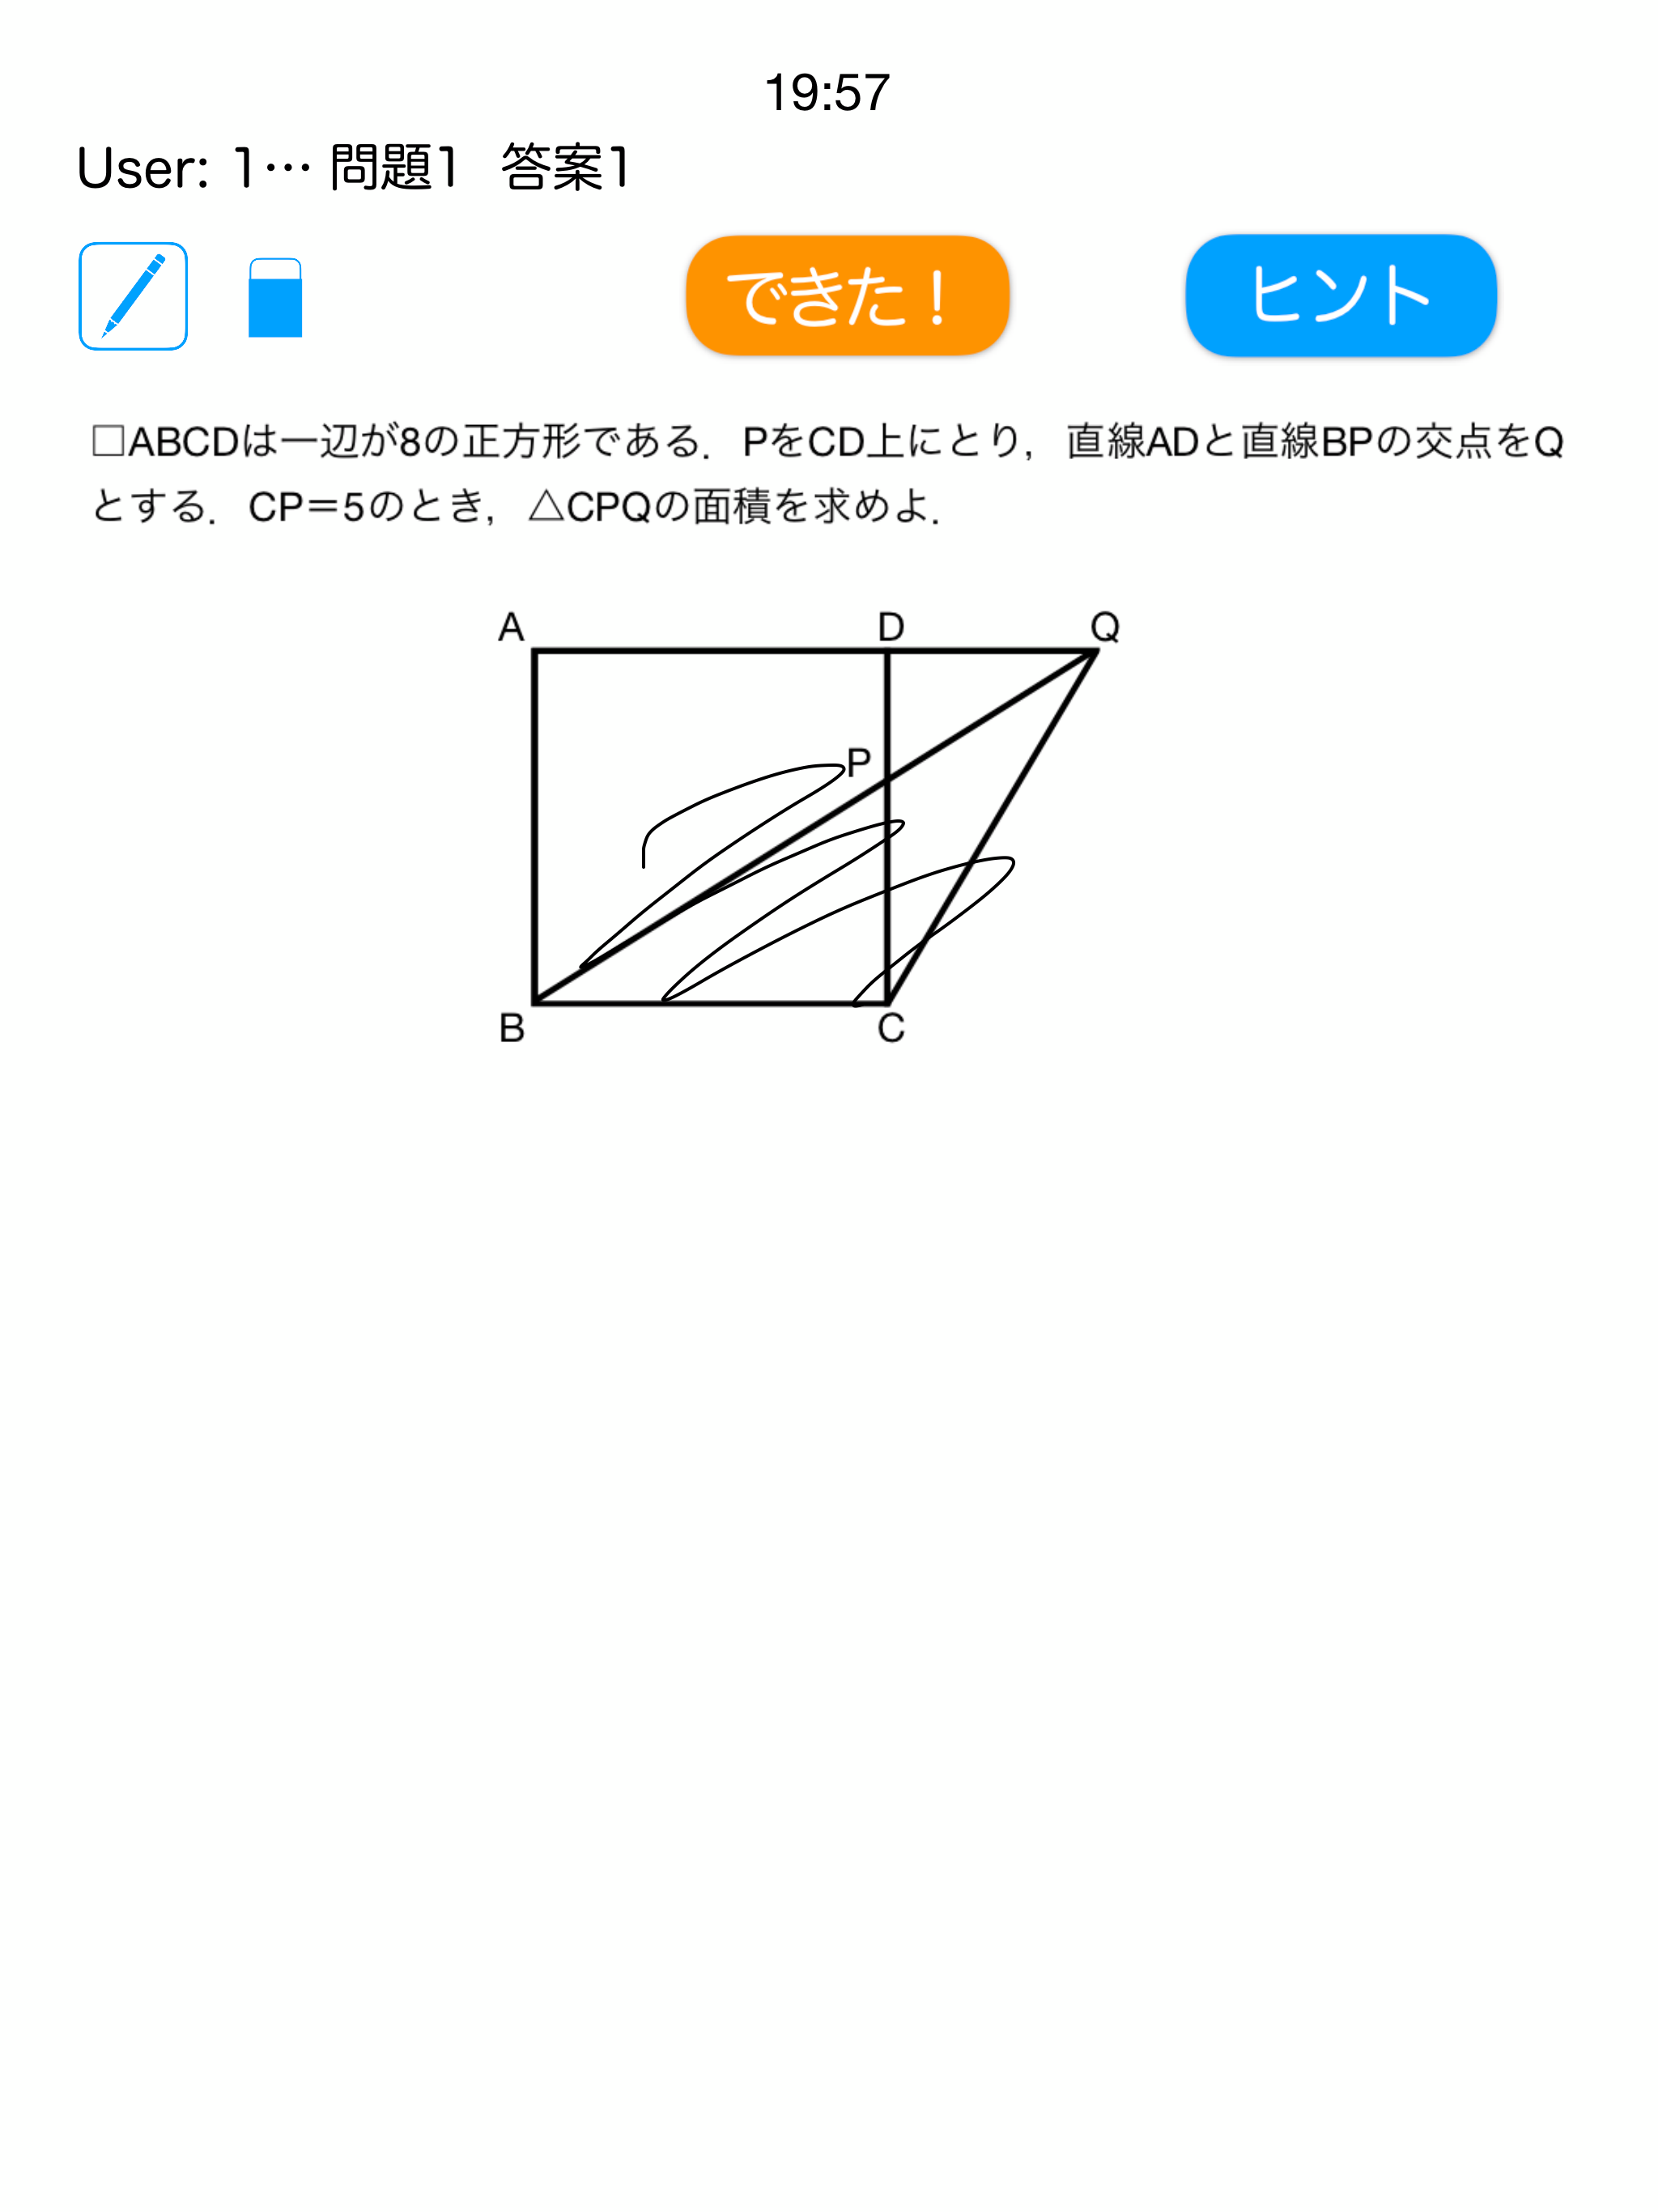 19:57
User: 1… 問題1 答案1
できた！ ヒント
□ABCDは一辺が8の正方形である．PをCD上にとり，直線ADと直線BPの交点をQ
とする．CP＝5のとき，△CPQの面積を求めよ．
A D Q
P
B C